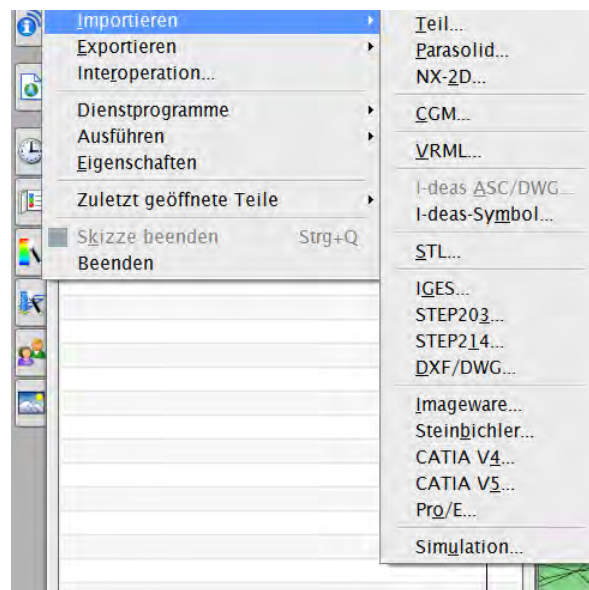 Importieren
Exportieren
Interoperation...
Dienstprogramme
Ausführen
Eigenschaften
Zuletzt geöffnete Teile
Skizze beenden Strg+Q
Beenden
Teil...
Parasolid...
NX-2D...
CGM...
VRML...
I-deas ASC/DWG...
I-deas-Symbol...
STL...
IGES...
STEP203...
STEP214...
DXF/DWG...
Imageware...
Steinbichler...
CATIA V4...
CATIA V5...
Pro/E...
Simulation...